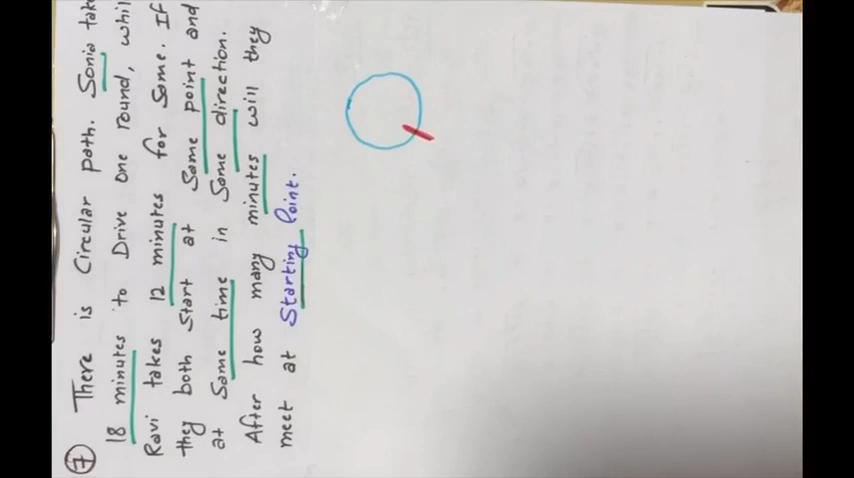 7 There is Circular path. Sonia
18 minutes to Drive one round,
Ravi takes 12 minutes for Same. If
they both Start at Same point and
at Same time in Same direction.
After how many minutes will they
meet at Starting Point.